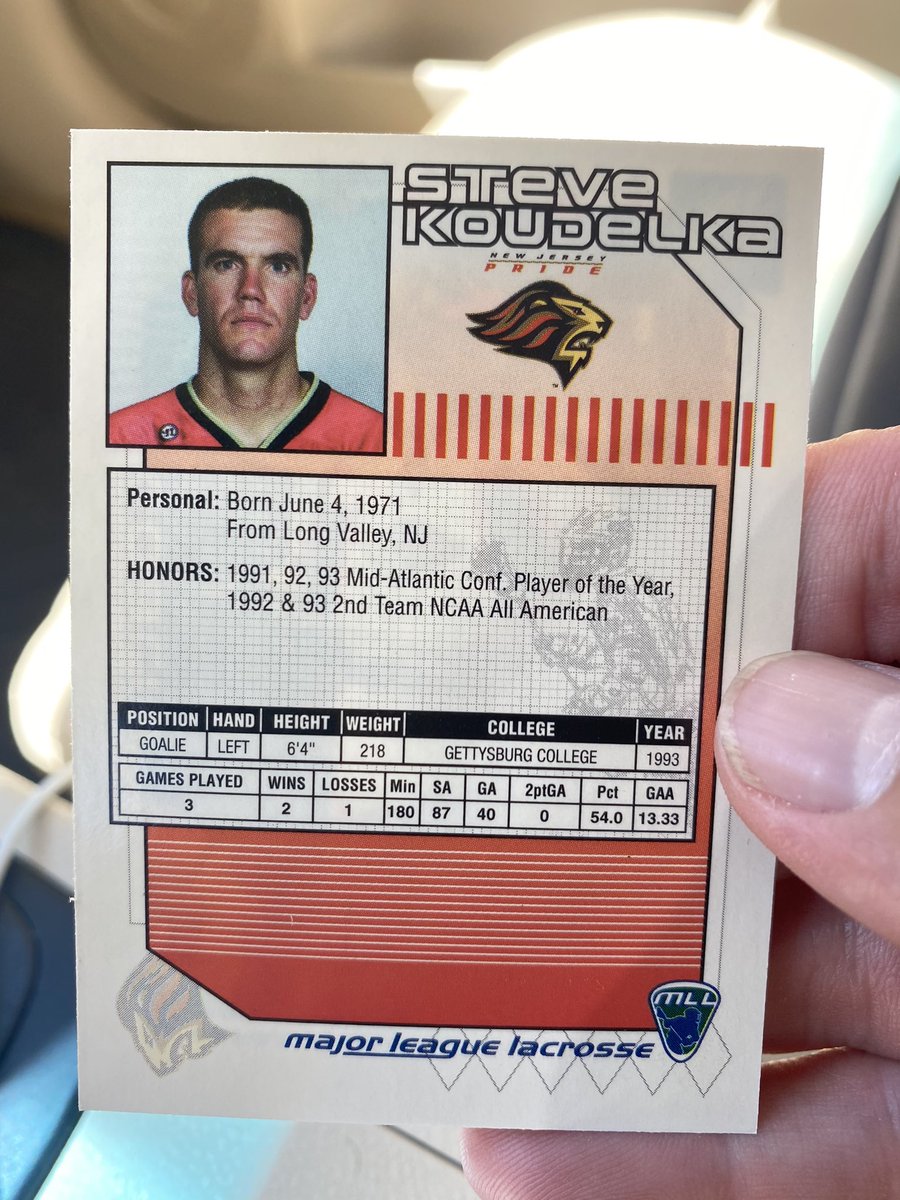 STEVE
KOUDELKA
NEW JERSEY
PRIDE
TM
Personal: Born June 4, 1971
From Long Valley, NJ
HONORS: 1991, 92, 93 Mid-Atlantic Conf. Player of the Year,
1992 & 93 2nd Team NCAA All American
POSITION HAND HEIGHT WEIGHT COLLEGE YEAR
GOALIE LEFT 6'4" 218 GETTYSBURG COLLEGE 1993
GAMES PLAYED WINS LOSSES Min SA GA 2ptGA Pct GAA
3 2 1 180 87 40 0 54.0 13.33
MLL
major league lacrosse